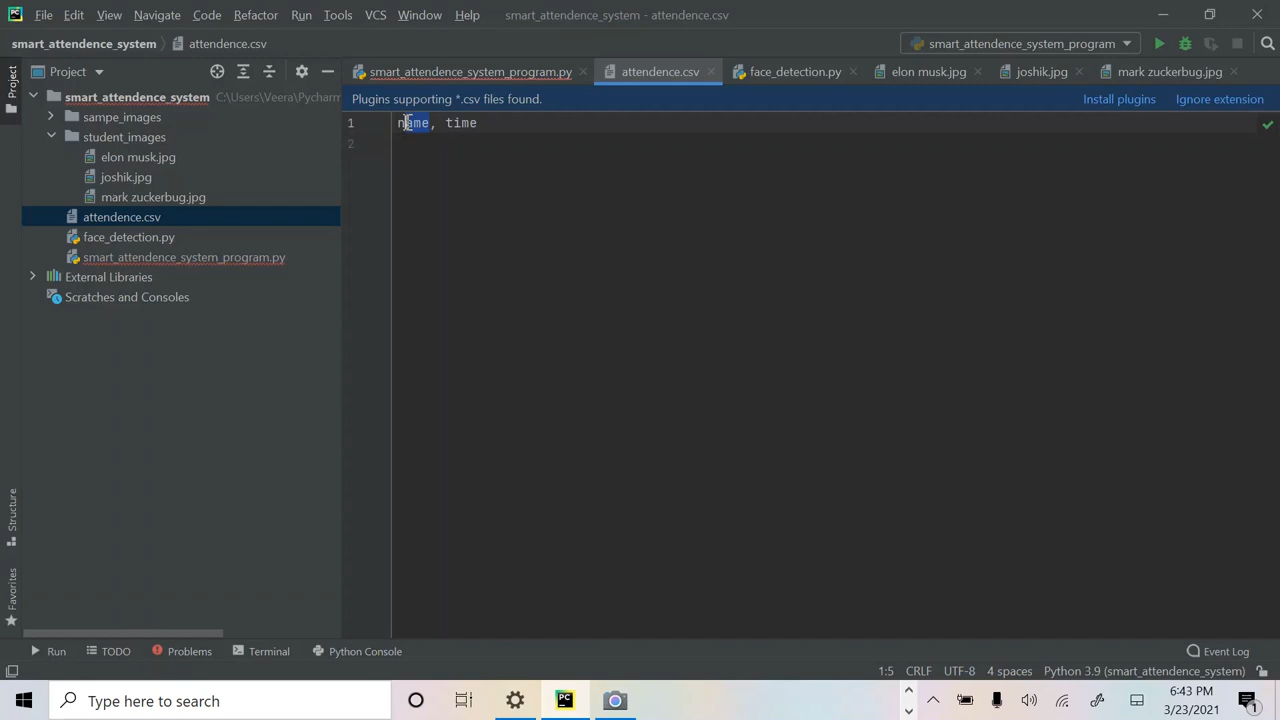 File Edit View Navigate Code Refactor Run Tools VCS Window Help smart_attendence_system - attendence.csv
smart_attendence_system attendence.csv smart_attendence_system_program
Project smart_attendence_system_program.py attendence.csv face_detection.py elon musk.jpg joshik.jpg mark zuckerbug.jpg
smart_attendence_system C:\Users\Veera\Pycharm Plugins supporting *.csv files found. Install plugins Ignore extension
sampe_images
student_images
elon musk.jpg
joshik.jpg
mark zuckerbug.jpg
attendence.csv
face_detection.py
smart_attendence_system_program.py
External Libraries
Scratches and Consoles
1 name, time
2
Project
Structure
Favorites
Run TODO Problems Terminal Python Console Event Log
1:5 CRLF UTF-8 4 spaces Python 3.9 (smart_attendence_system)
Type here to search
6:43 PM
3/23/2021
1